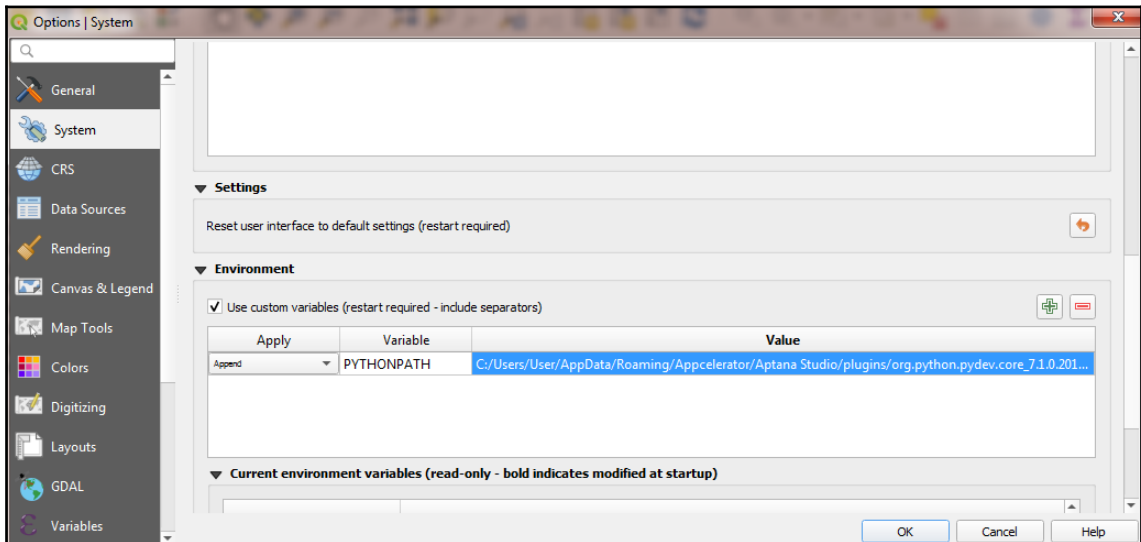 Options | System
General
System
CRS
Data Sources
Rendering
Canvas & Legend
Map Tools
Colors
Digitizing
Layouts
GDAL
Variables
Settings
Reset user interface to default settings (restart required)
Environment
Use custom variables (restart required - include separators)
Apply Variable Value
Append PYTHONPATH C:/Users/User/AppData/Roaming/Appcelerator/Aptana Studio/plugins/org.python.pydev.core_7.1.0.201...
Current environment variables (read-only - bold indicates modified at startup)
OK Cancel Help